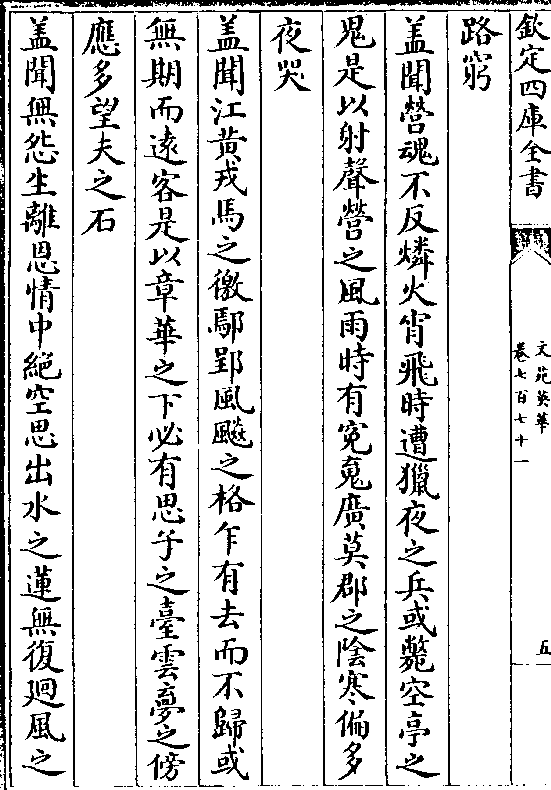 欽定四庫全書
文苑英華
卷七百七十一
五
路窮
盖聞營魂不反燐火宵飛時遭獵夜之兵或斃空亭之
鬼是以射聲營之風雨時有寃䰟廣莫郡之陰寒偏多
夜哭
盖聞江黄戎馬之徼鄢郢風飈之格乍有去而不歸或
無期而逺客是以章華之下必有思子之臺雲夢之傍
應多望夫之石
盖聞無怨生離恩情中絶空思出水之蓮無復廻風之